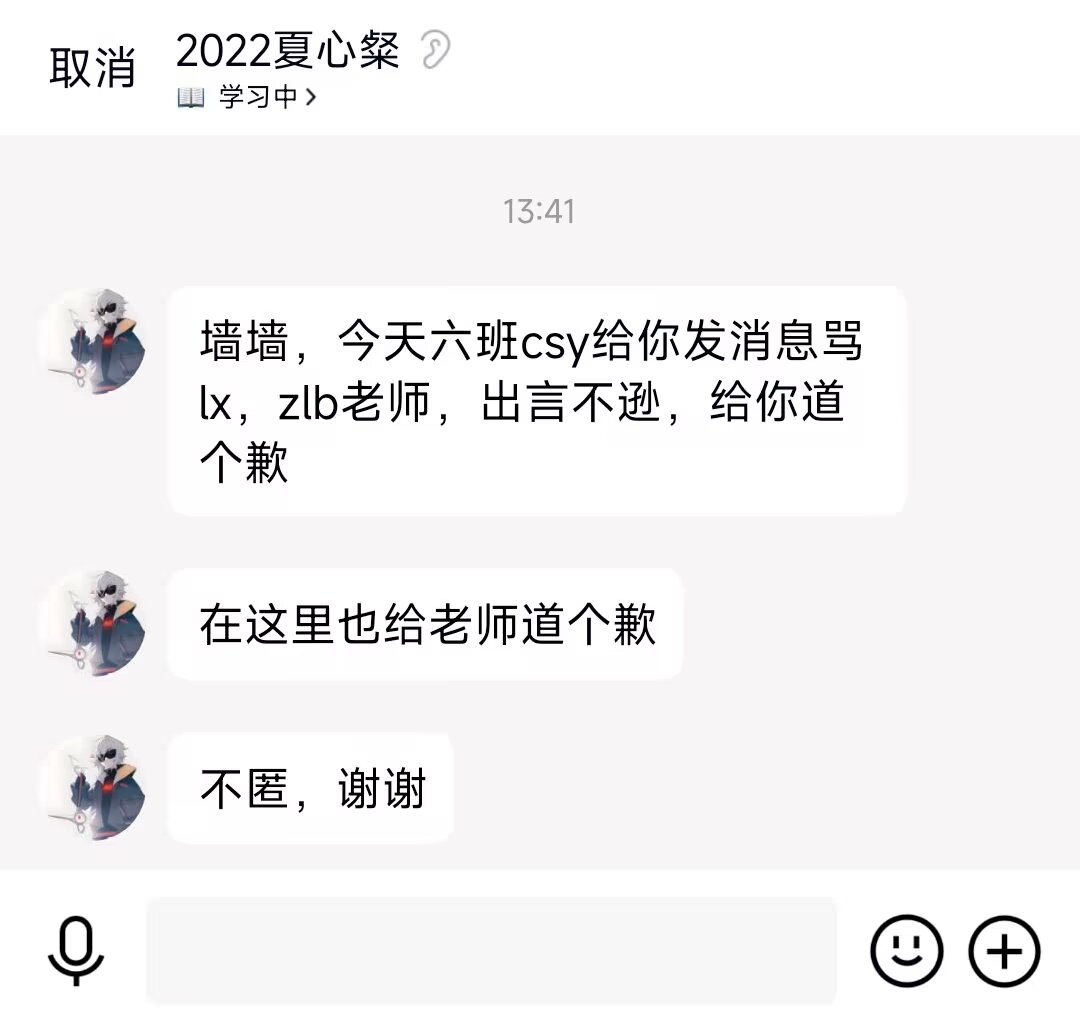 取消
2022夏心粲
学习中
13:41
墙墙，今天六班csy给你发消息骂
lx，zlb老师，出言不逊，给你道
个歉
在这里也给老师道个歉
不匿，谢谢